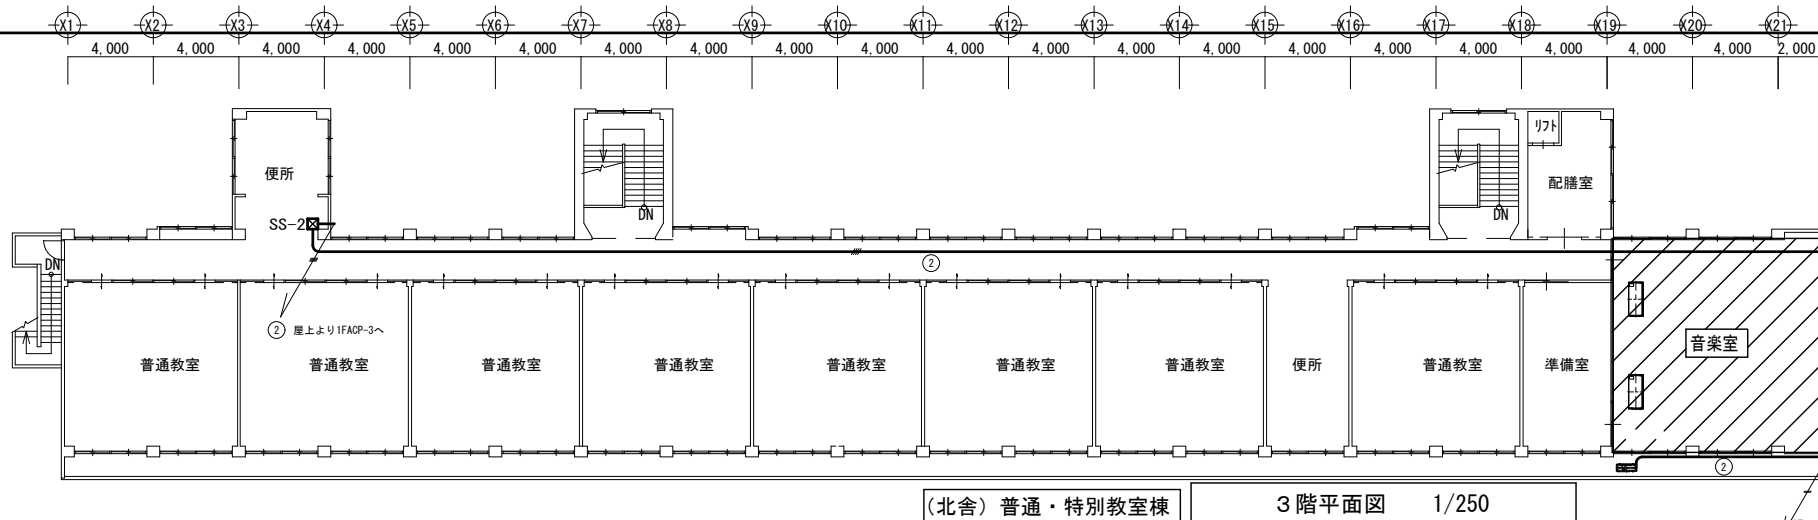 X1 X2 X3 X4 X5 X6 X7 X8 X9 X10 X11 X12 X13 X14 X15 X16 X17 X18 X19 X20 X21
4,000 4,000 4,000 4,000 4,000 4,000 4,000 4,000 4,000 4,000 4,000 4,000 4,000 4,000 4,000 4,000 4,000 4,000 4,000 4,000 2,000
リフト
便所
配膳室
SS-2
DN
DN
DN
2
2 屋上より1FACP-3へ
音楽室
普通教室 普通教室 普通教室 普通教室 普通教室 普通教室 普通教室 便所 普通教室 準備室
2
(北舎) 普通・特別教室棟
3階平面図 1/250